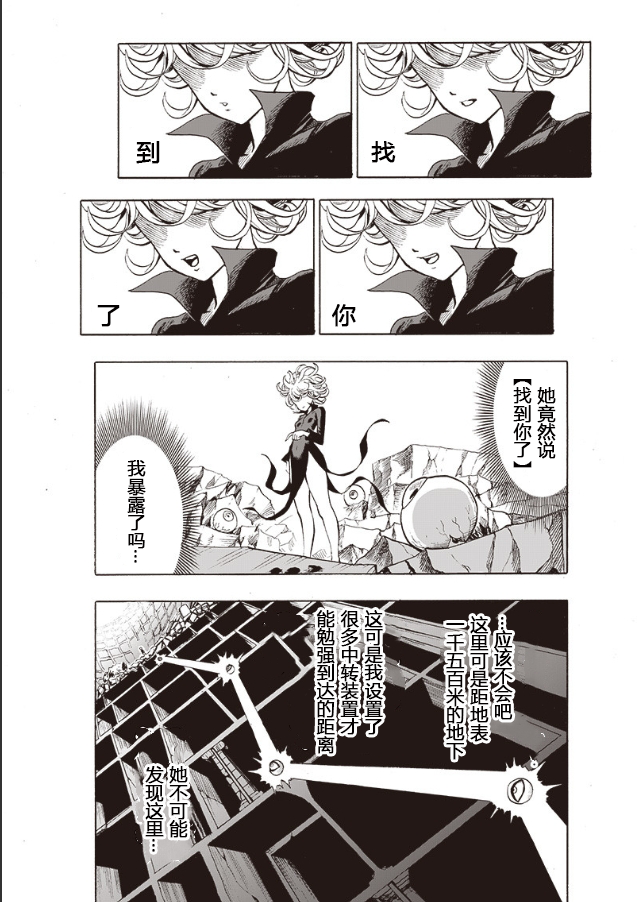 找
到
你
了
她竟然说
【找到你了】
我暴露了吗…
…应该不会吧
这里可是距地表
一千五百米的地下
这可是我设置了
很多中转装置才
能勉强到达的距离
她不可能
发现这里…